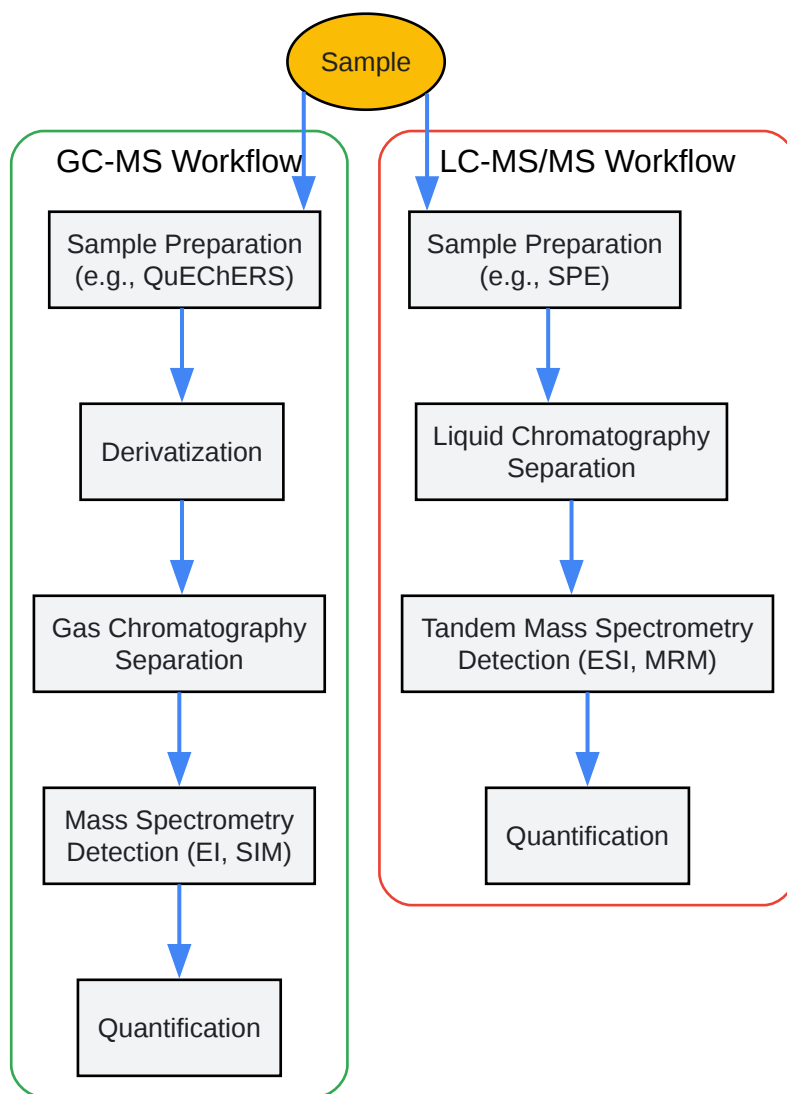 Sample
GC-MS Workflow
Sample Preparation
(e.g., QuEChERS)
Derivatization
Gas Chromatography
Separation
Mass Spectrometry
Detection (EI, SIM)
Quantification
LC-MS/MS Workflow
Sample Preparation
(e.g., SPE)
Liquid Chromatography
Separation
Tandem Mass Spectrometry
Detection (ESI, MRM)
Quantification